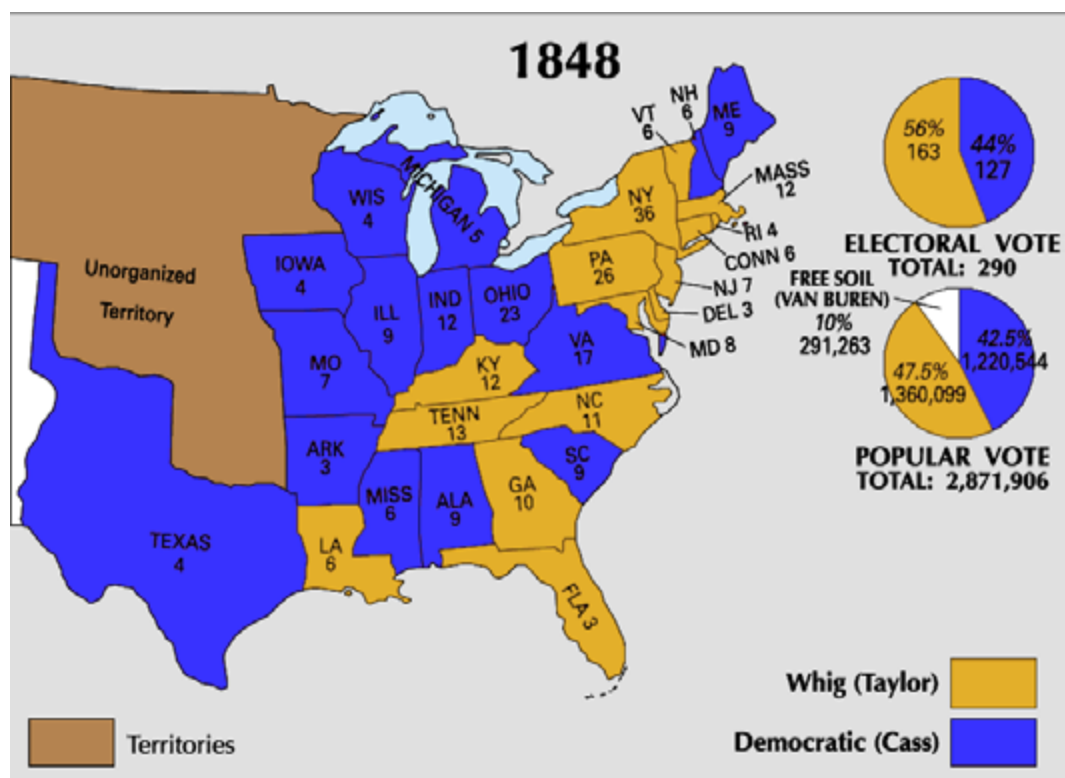 1848
NH
6
VT
6
ME
9
MASS
12
NY
36
RI 4
CONN 6
PA
26
NJ 7
DEL 3
MD 8
WIS
4
MICHIGAN 5
Unorganized
Territory
IOWA
4
ILL
9
IND
12
OHIO
23
VA
17
MO
7
KY
12
NC
11
TENN
13
ARK
3
SC
9
MISS
6
ALA
9
GA
10
LA
6
TEXAS
4
FLA 3
56%
163
44%
127
ELECTORAL VOTE
TOTAL: 290
FREE SOIL
(VAN BUREN)
10%
291,263
42.5%
1,220,544
47.5%
1,360,099
POPULAR VOTE
TOTAL: 2,871,906
Whig (Taylor)
Democratic (Cass)
Territories